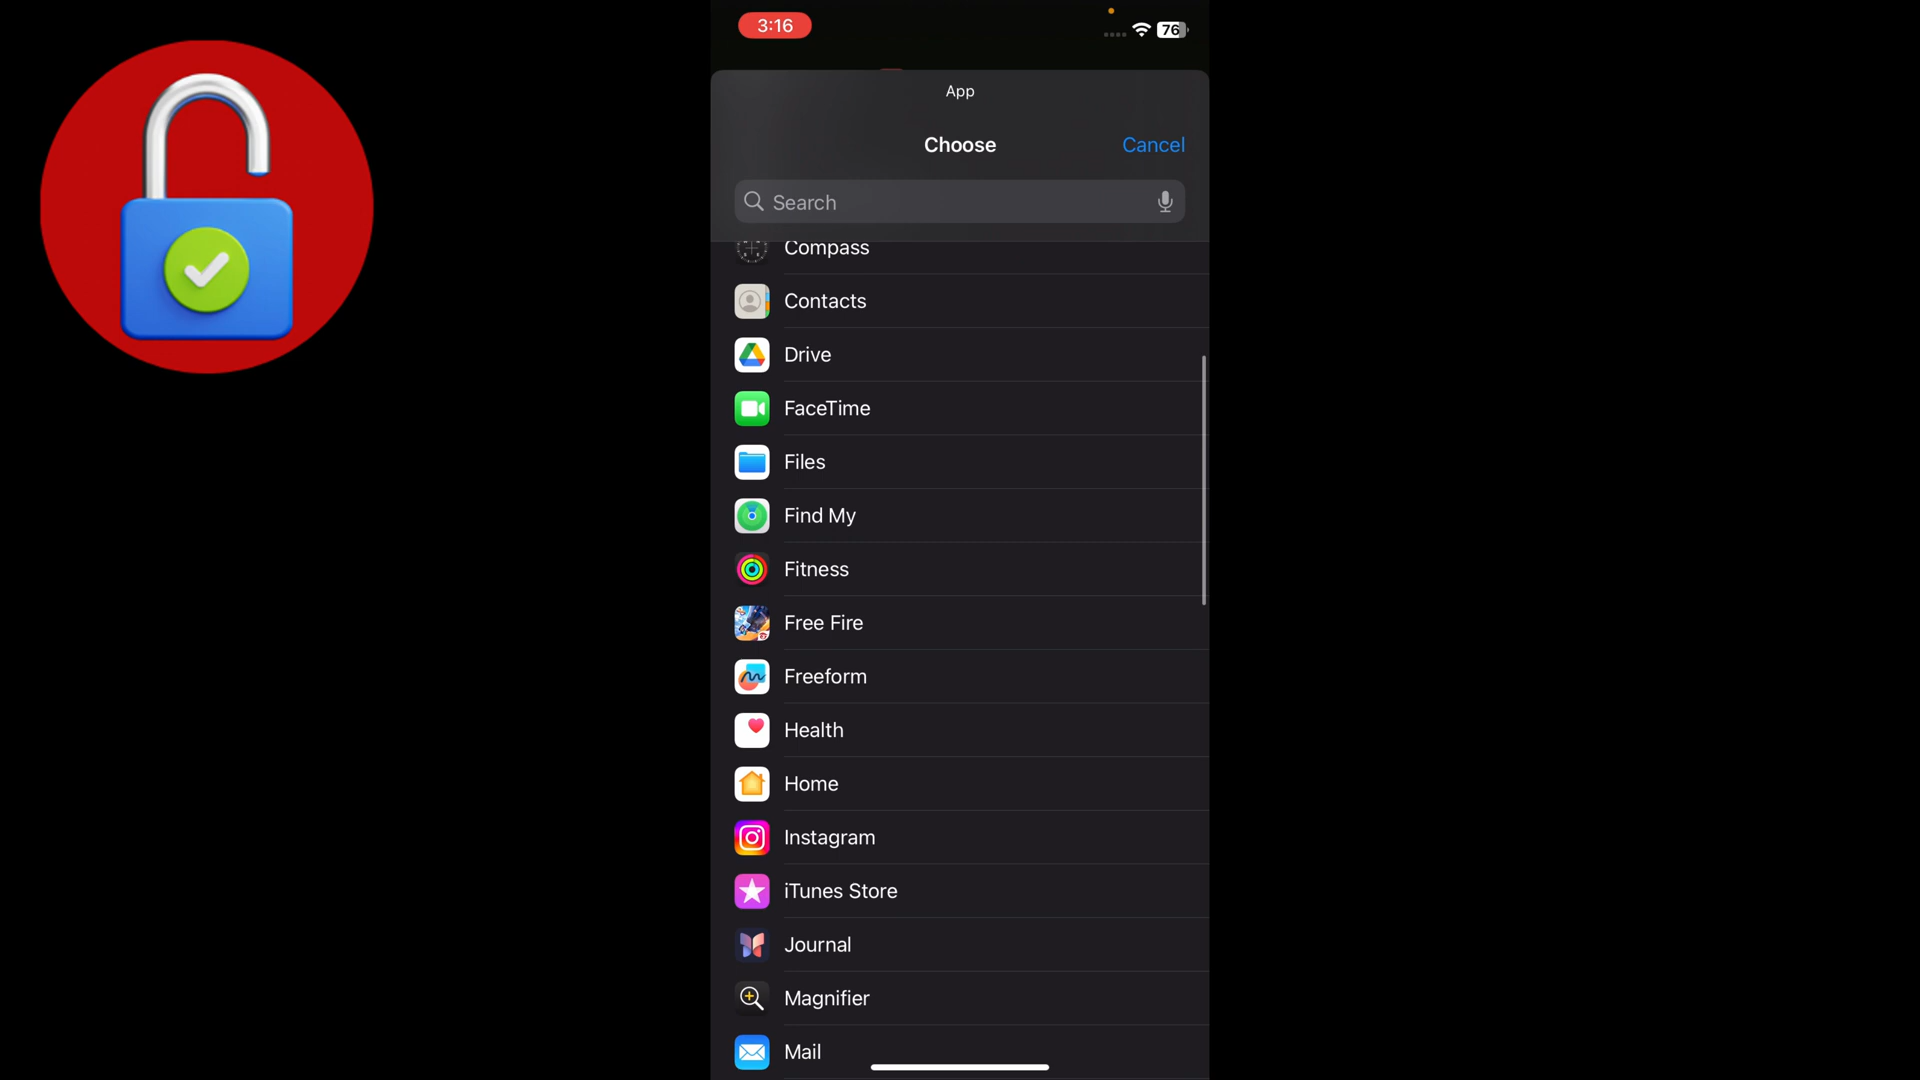 3:16
76
App
Choose
Cancel
Search
Compass
Contacts
Drive
FaceTime
Files
Find My
Fitness
Free Fire
Freeform
Health
Home
Instagram
iTunes Store
Journal
Magnifier
Mail